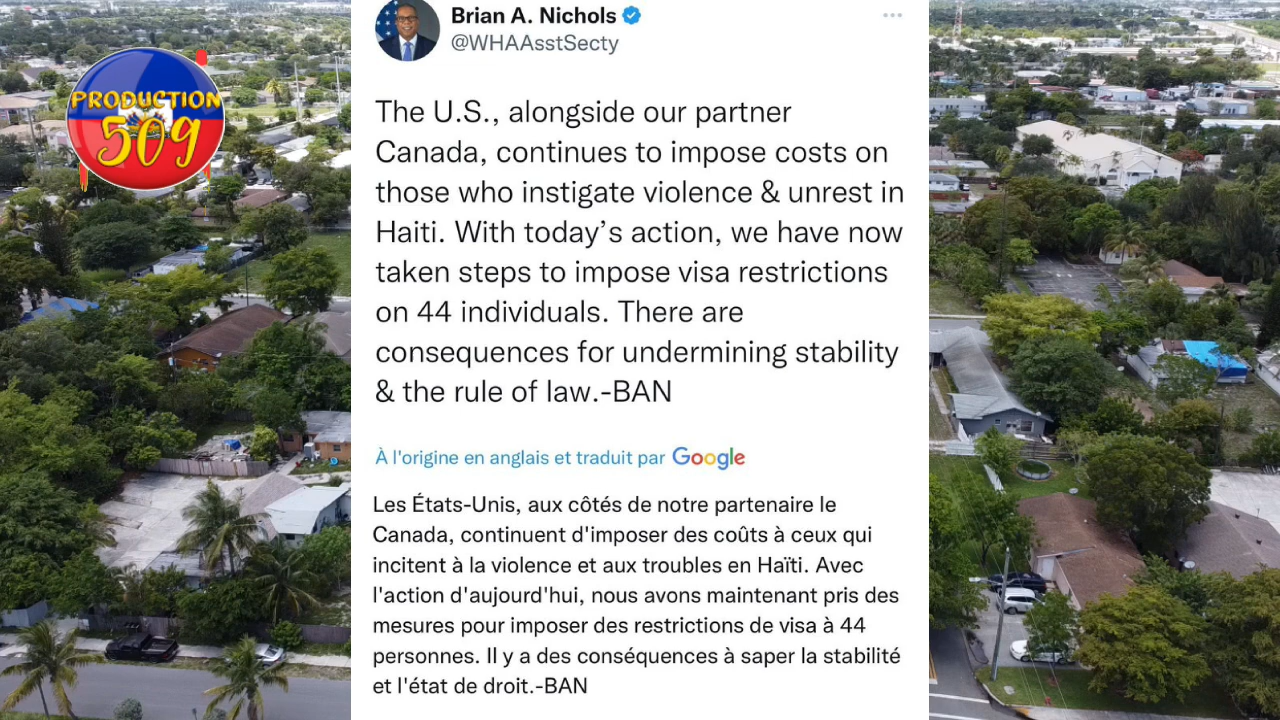 PRODUCTION
509
Brian A. Nichols
@WHAAsstSecty
The U.S., alongside our partner
Canada, continues to impose costs on
those who instigate violence & unrest in
Haiti. With today’s action, we have now
taken steps to impose visa restrictions
on 44 individuals. There are
consequences for undermining stability
& the rule of law.-BAN
À l'origine en anglais et traduit par Google
Les États-Unis, aux côtés de notre partenaire le
Canada, continuent d'imposer des coûts à ceux qui
incitent à la violence et aux troubles en Haïti. Avec
l'action d'aujourd'hui, nous avons maintenant pris des
mesures pour imposer des restrictions de visa à 44
personnes. Il y a des conséquences à saper la stabilité
et l'état de droit.-BAN